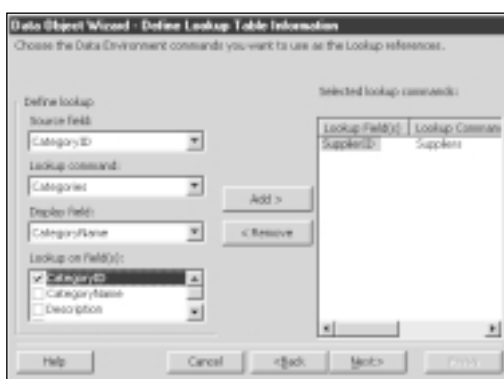 Data Object Wizard - Define Lookup Table Information
Choose the Data Environment commands you want to use as the Lookup references.
Define lookup
Source field:
CategoryID
Lookup command:
Categories
Display field:
CategoryName
Lookup on field(s):
CategoryID
CategoryName
Description
Add >
< Remove
Selected lookup commands:
Lookup Field(s) Lookup Comman
SupplierID Suppliers
Help
Cancel
<Back
Next>
Finish